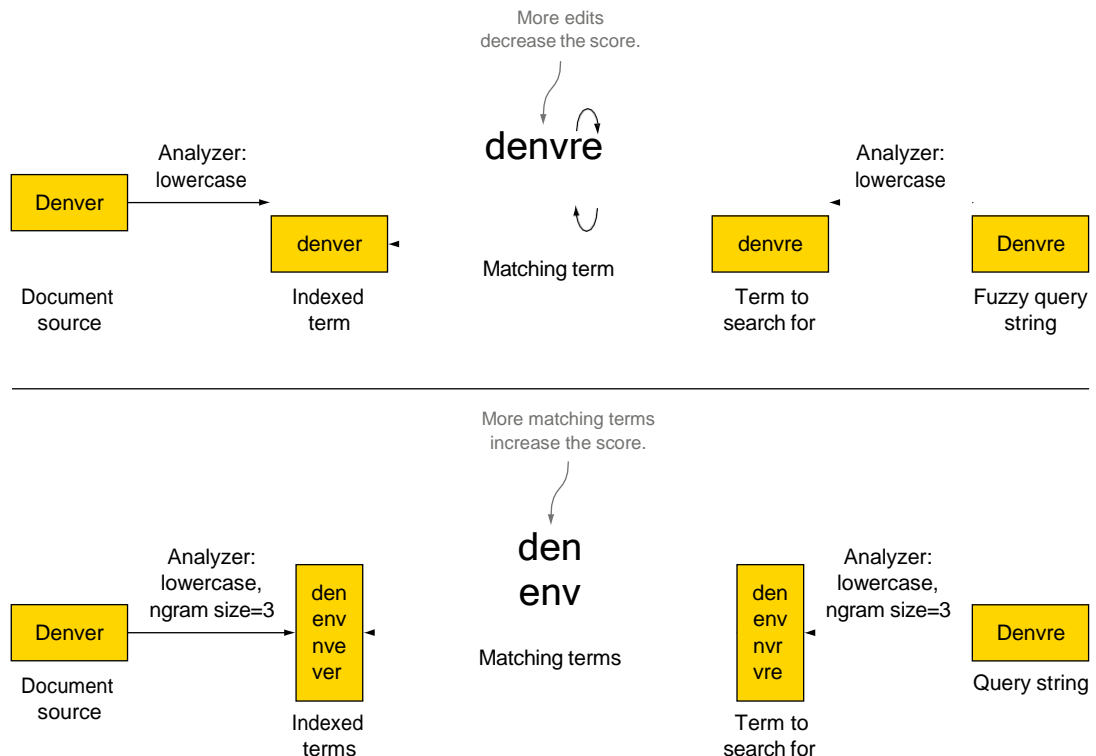 More edits
decrease the score.
denvre
Analyzer:
lowercase
Analyzer:
lowercase
Denver
denver
denvre
Denvre
Matching term
Document
source
Indexed
term
Term to
search for
Fuzzy query
string
More matching terms
increase the score.
den
env
Analyzer:
lowercase,
ngram size=3
Analyzer:
lowercase,
ngram size=3
Denver
den
env
nve
ver
Matching terms
den
env
nvr
vre
Denvre
Document
source
Indexed
terms
Term to
search for
Query string